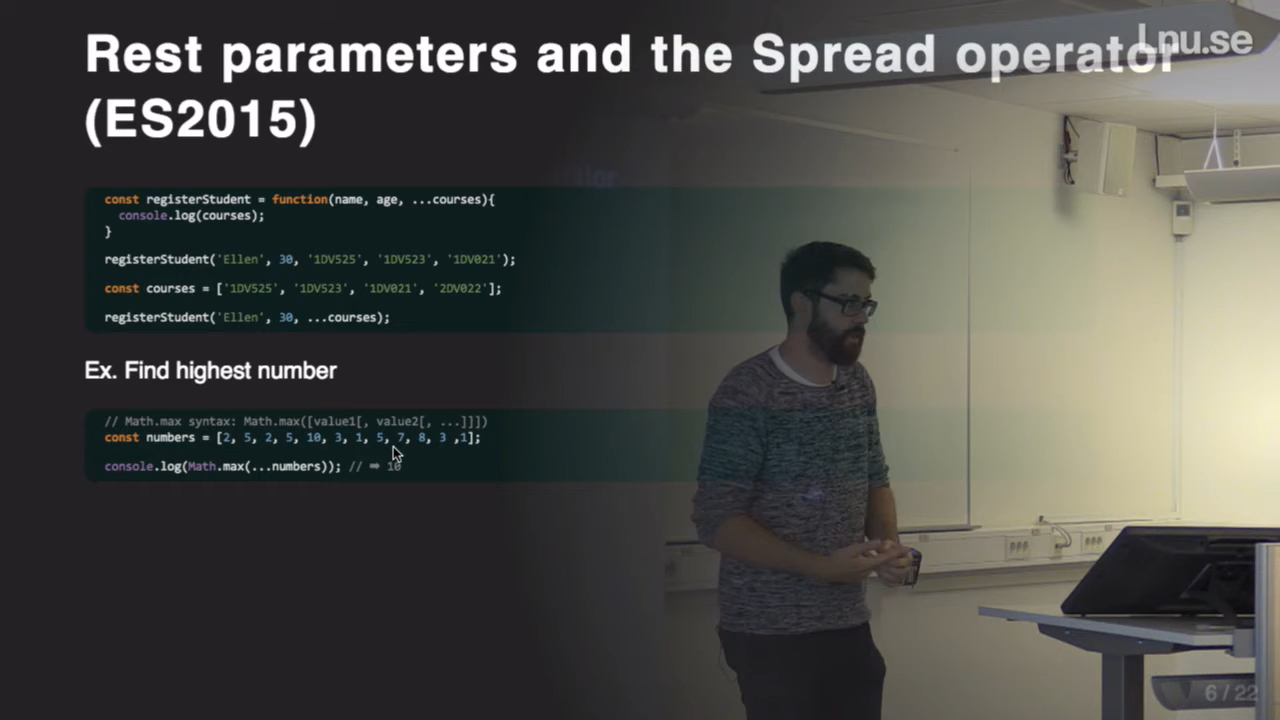 Rest parameters and the Spread operator
(ES2015)
Lnu.se
const registerStudent = function(name, age, ...courses){
console.log(courses);
}
registerStudent('Ellen', 30, '1DV525', '1DV523', '1DV021');
const courses = ['1DV525', '1DV523', '1DV021', '2DV022'];
registerStudent('Ellen', 30, ...courses);
Ex. Find highest number
// Math.max syntax: Math.max([value1[, value2[, ...]]])
const numbers = [2, 5, 2, 5, 10, 3, 1, 5, 7, 8, 3 ,1];
console.log(Math.max(...numbers)); // ⇒ 10
6 / 22